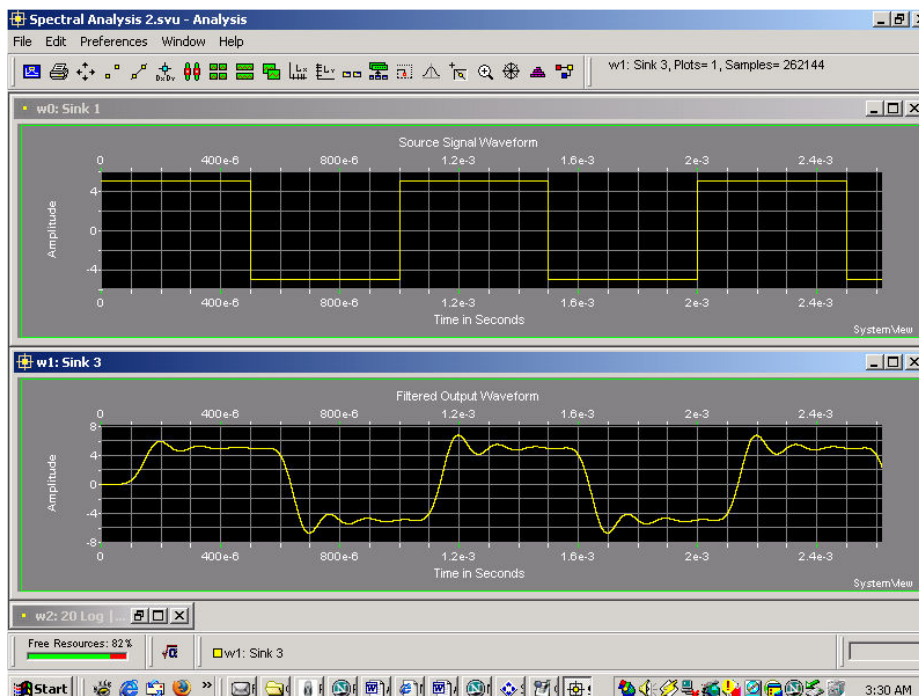 Spectral Analysis 2.svu - Analysis
File Edit Preferences Window Help
w1: Sink 3, Plots= 1, Samples= 262144
w0: Sink 1
Source Signal Waveform
0 400e-6 800e-6 1.2e-3 1.6e-3 2e-3 2.4e-3
4
0
-4
Amplitude
0 400e-6 800e-6 1.2e-3 1.6e-3 2e-3 2.4e-3
Time in Seconds
SystemView
w1: Sink 3
Filtered Output Waveform
0 400e-6 800e-6 1.2e-3 1.6e-3 2e-3 2.4e-3
8
4
0
-4
-8
Amplitude
0 400e-6 800e-6 1.2e-3 1.6e-3 2e-3 2.4e-3
Time in Seconds
SystemView
w2: 20 Log |...
Free Resources: 82%
√α
w1: Sink 3
Start
3:30 AM